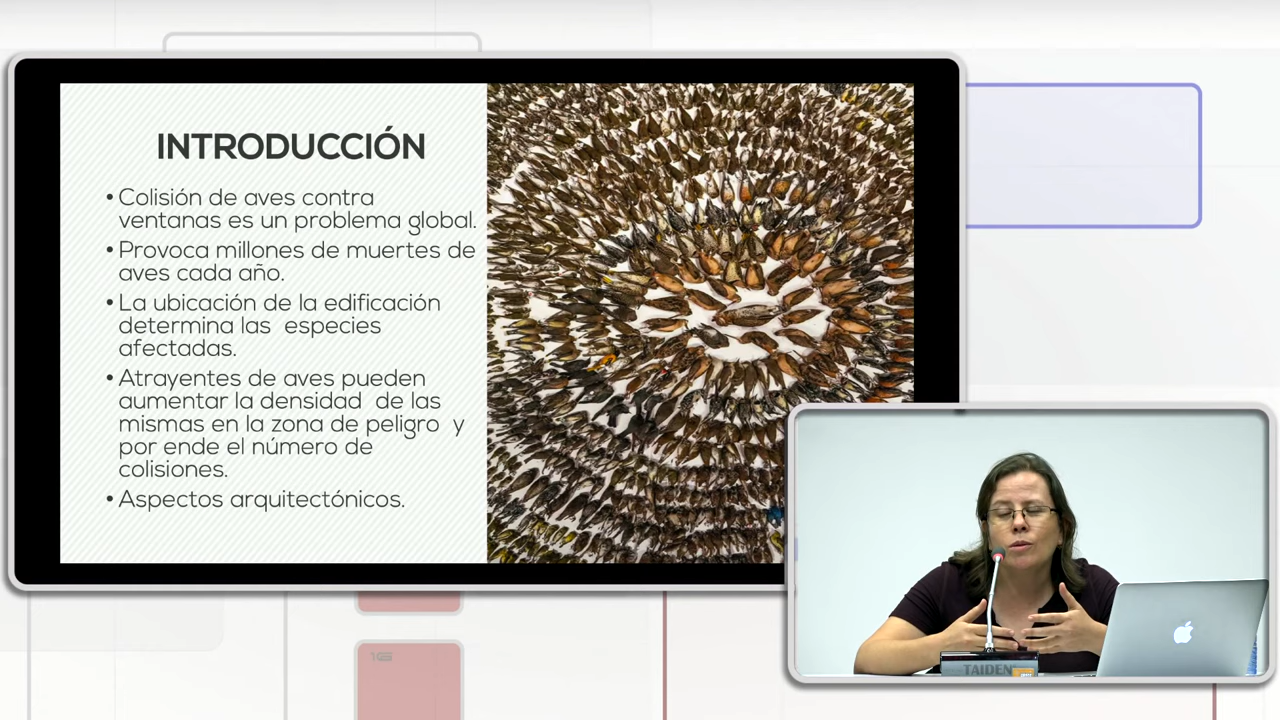 INTRODUCCIÓN
• Colisión de aves contra
ventanas es un problema global.
• Provoca millones de muertes de
aves cada año.
• La ubicación de la edificación
determina las especies
afectadas.
• Atrayentes de aves pueden
aumentar la densidad de las
mismas en la zona de peligro y
por ende el número de
colisiones.
• Aspectos arquitectónicos.
TAIDEN